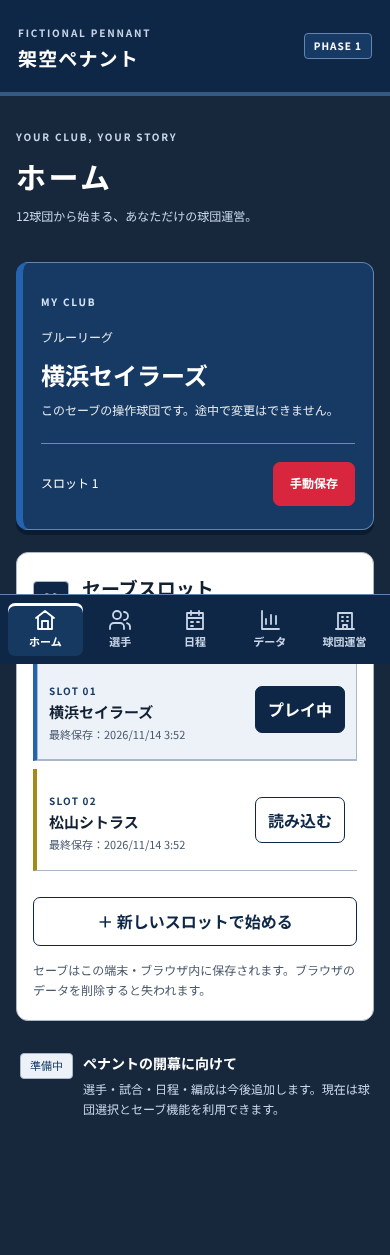 FICTIONAL PENNANT
架空ペナント
PHASE 1
YOUR CLUB, YOUR STORY
ホーム
12球団から始まる、あなただけの球団運営。
MY CLUB
ブルーリーグ
横浜セイラーズ
このセーブの操作球団です。途中で変更はできません。
スロット 1
手動保存
セーブスロット
ホーム
選手
日程
データ
球団運営
SLOT 01
横浜セイラーズ
最終保存：2026/11/14 3:52
プレイ中
SLOT 02
松山シトラス
最終保存：2026/11/14 3:52
読み込む
＋ 新しいスロットで始める
セーブはこの端末・ブラウザ内に保存されます。ブラウザの
データを削除すると失われます。
準備中
ペナントの開幕に向けて
選手・試合・日程・編成は今後追加します。現在は球
団選択とセーブ機能を利用できます。